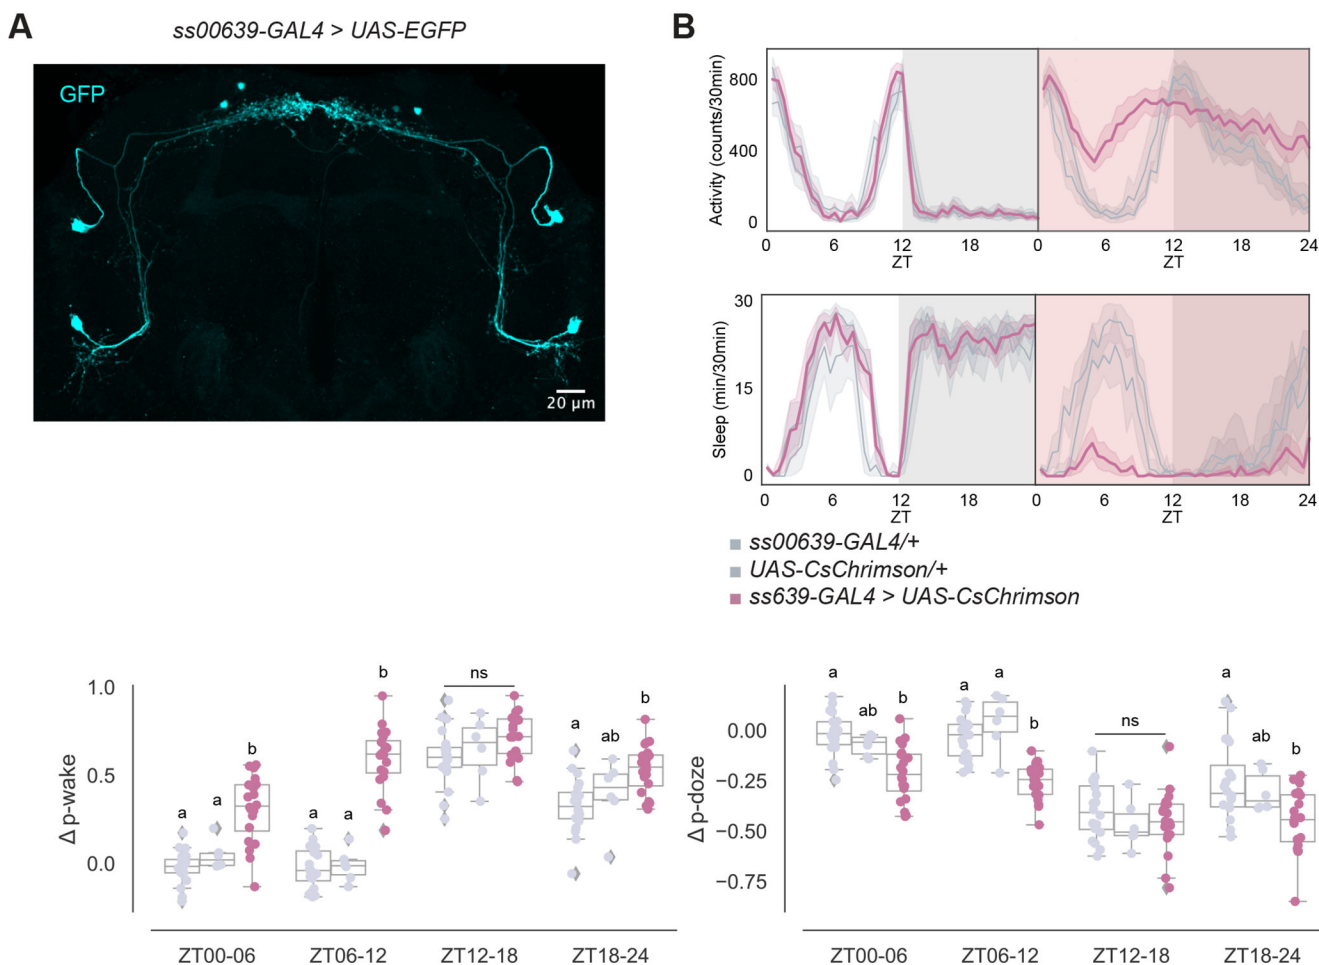 A
ss00639-GAL4 > UAS-EGFP
GFP
20 µm
B
Activity (counts/30min)
800
400
0
0 6 12 18 0 6 12 18 24
ZT ZT
Sleep (min/30min)
30
15
0
0 6 12 18 0 6 12 18 24
ZT ZT
ss00639-GAL4/+
UAS-CsChrimson/+
ss639-GAL4 > UAS-CsChrimson
Δ p-wake
1.0
0.5
0.0
a a b
a a b
ns
a ab b
ZT00-06 ZT06-12 ZT12-18 ZT18-24
Δ p-doze
0.00
−0.25
−0.50
−0.75
a ab b
a a b
ns
a ab b
ZT00-06 ZT06-12 ZT12-18 ZT18-24